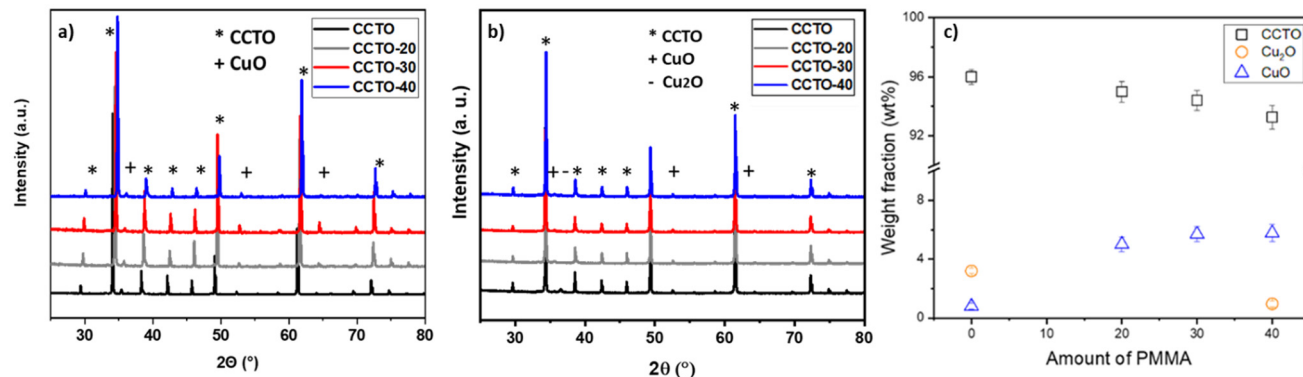 a)
* CCTO
+ CuO
CCTO
CCTO-20
CCTO-30
CCTO-40
* * + * * * * + * + *
Intensity (a.u.)
30 40 50 60 70 80
2Θ (°)
b)
* CCTO
+ CuO
- Cu2O
CCTO
CCTO-20
CCTO-30
CCTO-40
* * + - * * * + * + *
Intensity (a. u.)
30 40 50 60 70 80
2θ (°)
c)
CCTO
Cu₂O
CuO
Weight fraction (wt%)
100
96
92
8
4
0
0 10 20 30 40
Amount of PMMA